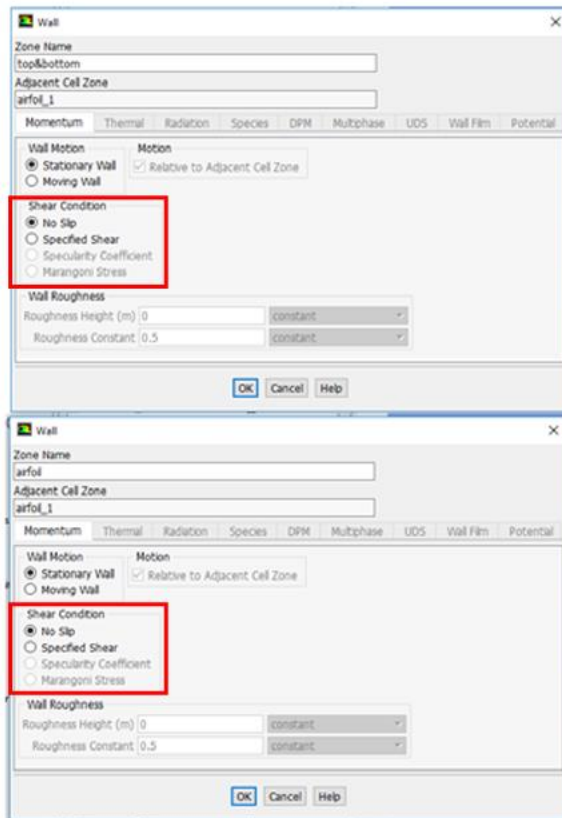 Wall
Zone Name
top&bottom
Adjacent Cell Zone
airfoil_1
Momentum Thermal Radiation Species DPM Multiphase UDS Wall Film Potential
Wall Motion Motion
Stationary Wall Relative to Adjacent Cell Zone
Moving Wall
Shear Condition
No Slip
Specified Shear
Specularity Coefficient
Marangoni Stress
Wall Roughness
Roughness Height (m) 0 constant
Roughness Constant 0.5 constant
OK Cancel Help
Wall
Zone Name
airfoil
Adjacent Cell Zone
airfoil_1
Momentum Thermal Radiation Species DPM Multiphase UDS Wall Film Potential
Wall Motion Motion
Stationary Wall Relative to Adjacent Cell Zone
Moving Wall
Shear Condition
No Slip
Specified Shear
Specularity Coefficient
Marangoni Stress
Wall Roughness
Roughness Height (m) 0 constant
Roughness Constant 0.5 constant
OK Cancel Help